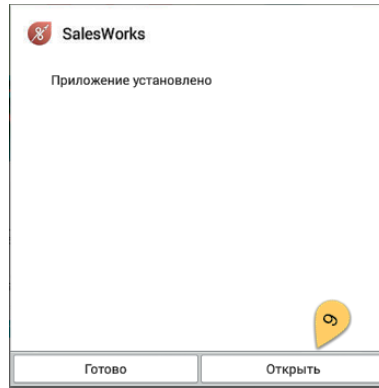 SalesWorks
Приложение установлено
9
Готово
Открыть